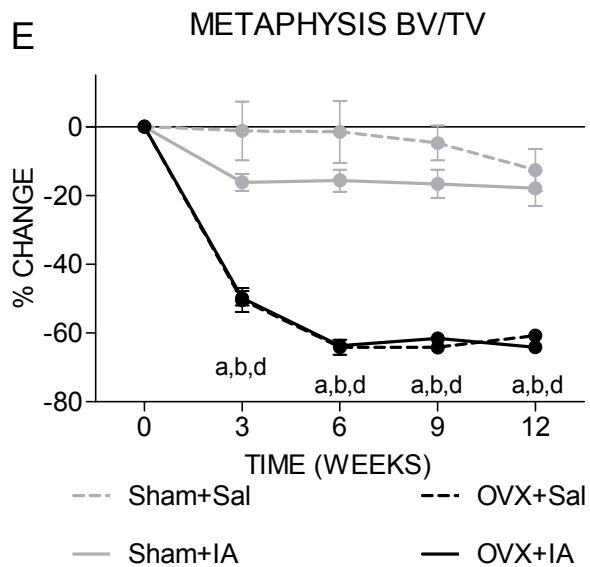 E
METAPHYSIS BV/TV
% CHANGE
0
-20
-40
-60
-80
a,b,d
a,b,d
a,b,d
a,b,d
0 3 6 9 12
TIME (WEEKS)
Sham+Sal OVX+Sal
Sham+IA OVX+IA